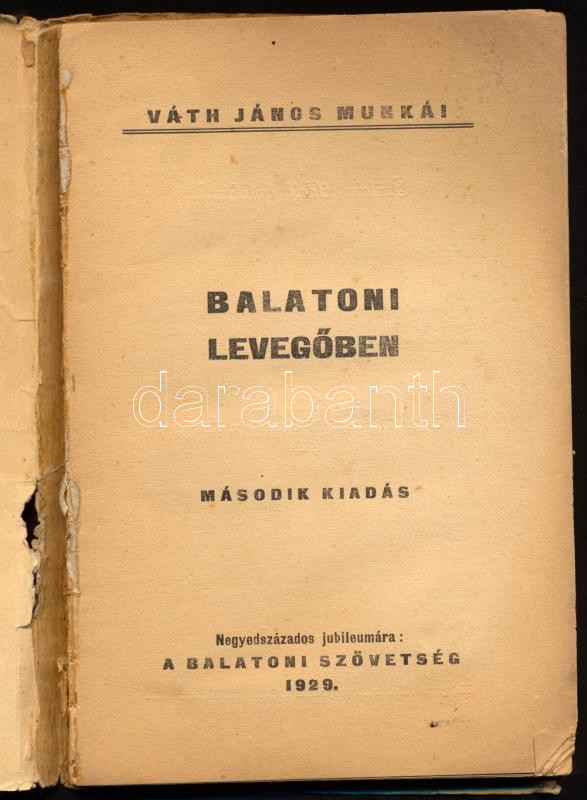 VÁTH JÁNOS MUNKÁI
BALATONI
LEVEGŐBEN
darabanth
MÁSODIK KIADÁS
Negyedszázados jubileumára:
A BALATONI SZÖVETSÉG
1929.